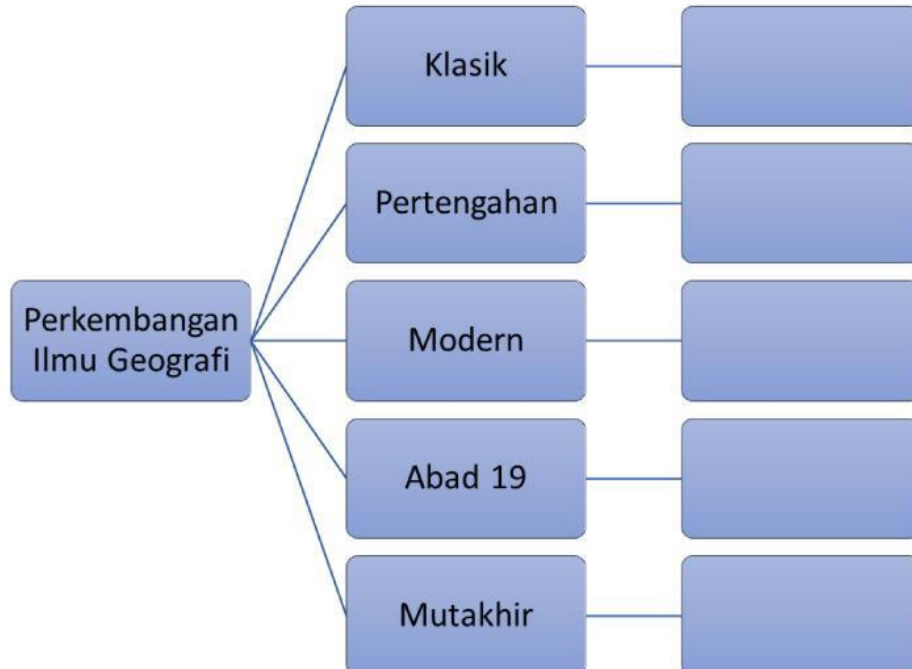 Perkembangan
Ilmu Geografi
Klasik
Pertengahan
Modern
Abad 19
Mutakhir